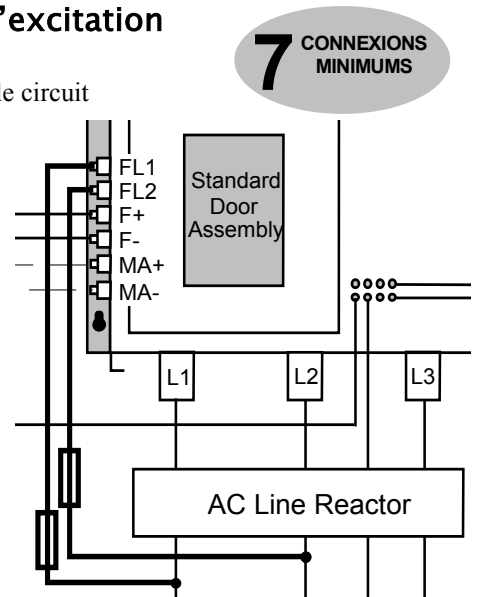 'excitation
7 CONNEXIONS
MINIMUMS
le circuit
FL1
FL2
F+
F-
MA+
MA-
Standard
Door
Assembly
L1 L2 L3
AC Line Reactor